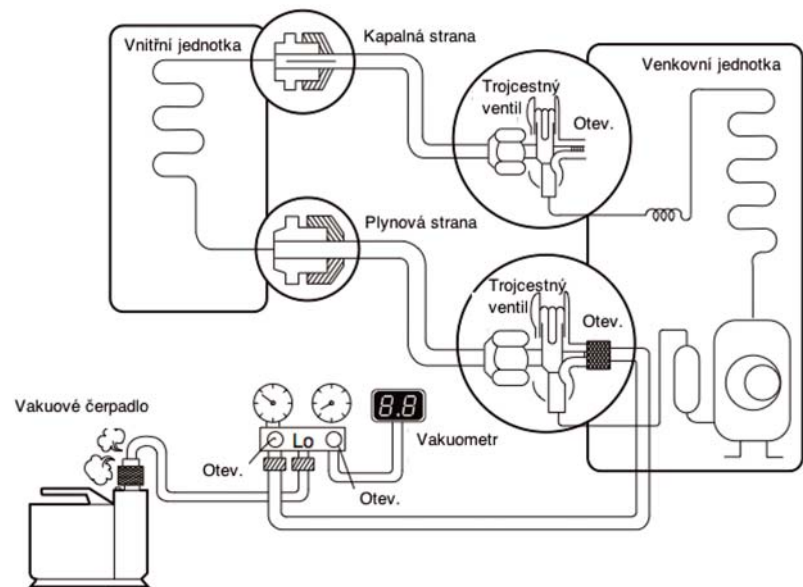 Vnitřní jednotka
Kapalná strana
Venkovní jednotka
Trojcestný
ventil
Otev.
Plynová strana
Trojcestný
ventil
Otev.
Vakuové čerpadlo
8.8
Lo
Vakuometr
Otev.
Otev.